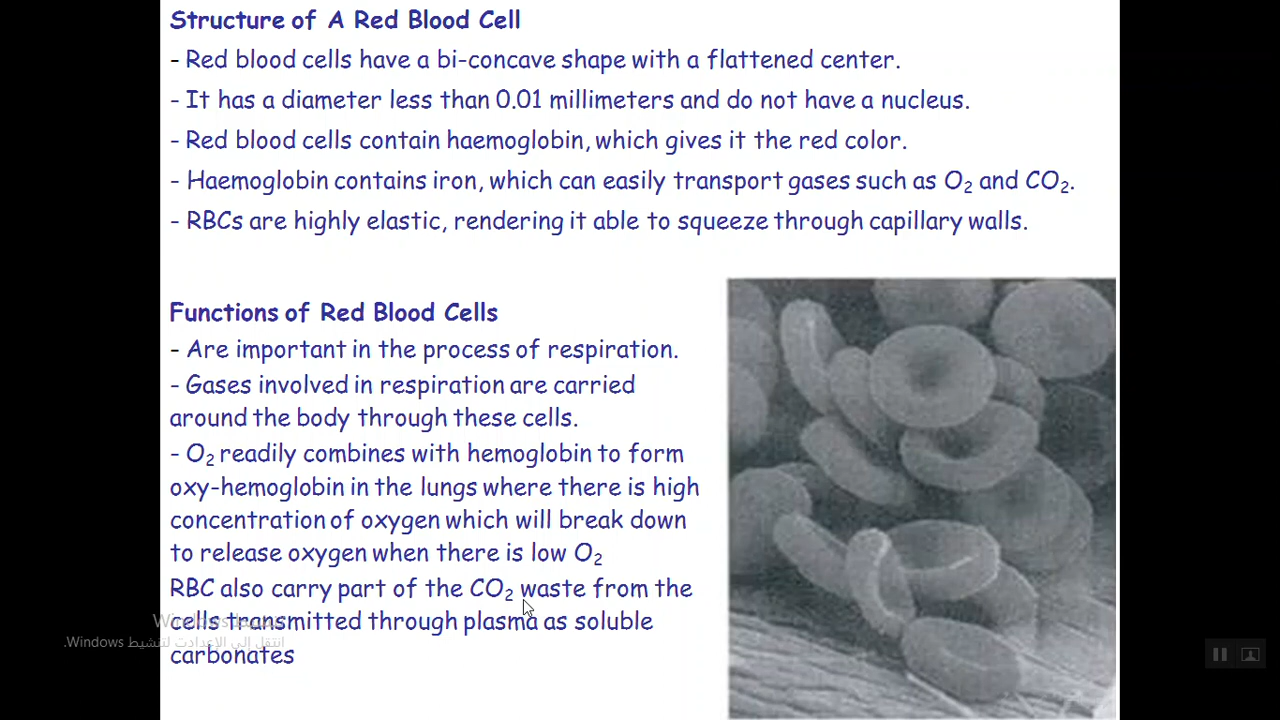 Structure of A Red Blood Cell
- Red blood cells have a bi-concave shape with a flattened center.
- It has a diameter less than 0.01 millimeters and do not have a nucleus.
- Red blood cells contain haemoglobin, which gives it the red color.
- Haemoglobin contains iron, which can easily transport gases such as O₂ and CO₂.
- RBCs are highly elastic, rendering it able to squeeze through capillary walls.
Functions of Red Blood Cells
- Are important in the process of respiration.
- Gases involved in respiration are carried
around the body through these cells.
- O₂ readily combines with hemoglobin to form
oxy-hemoglobin in the lungs where there is high
concentration of oxygen which will break down
to release oxygen when there is low O₂
RBC also carry part of the CO₂ waste from the
cells transmitted through plasma as soluble
carbonates
تنشيط Windows
انتقل إلى الإعدادات لتنشيط Windows.